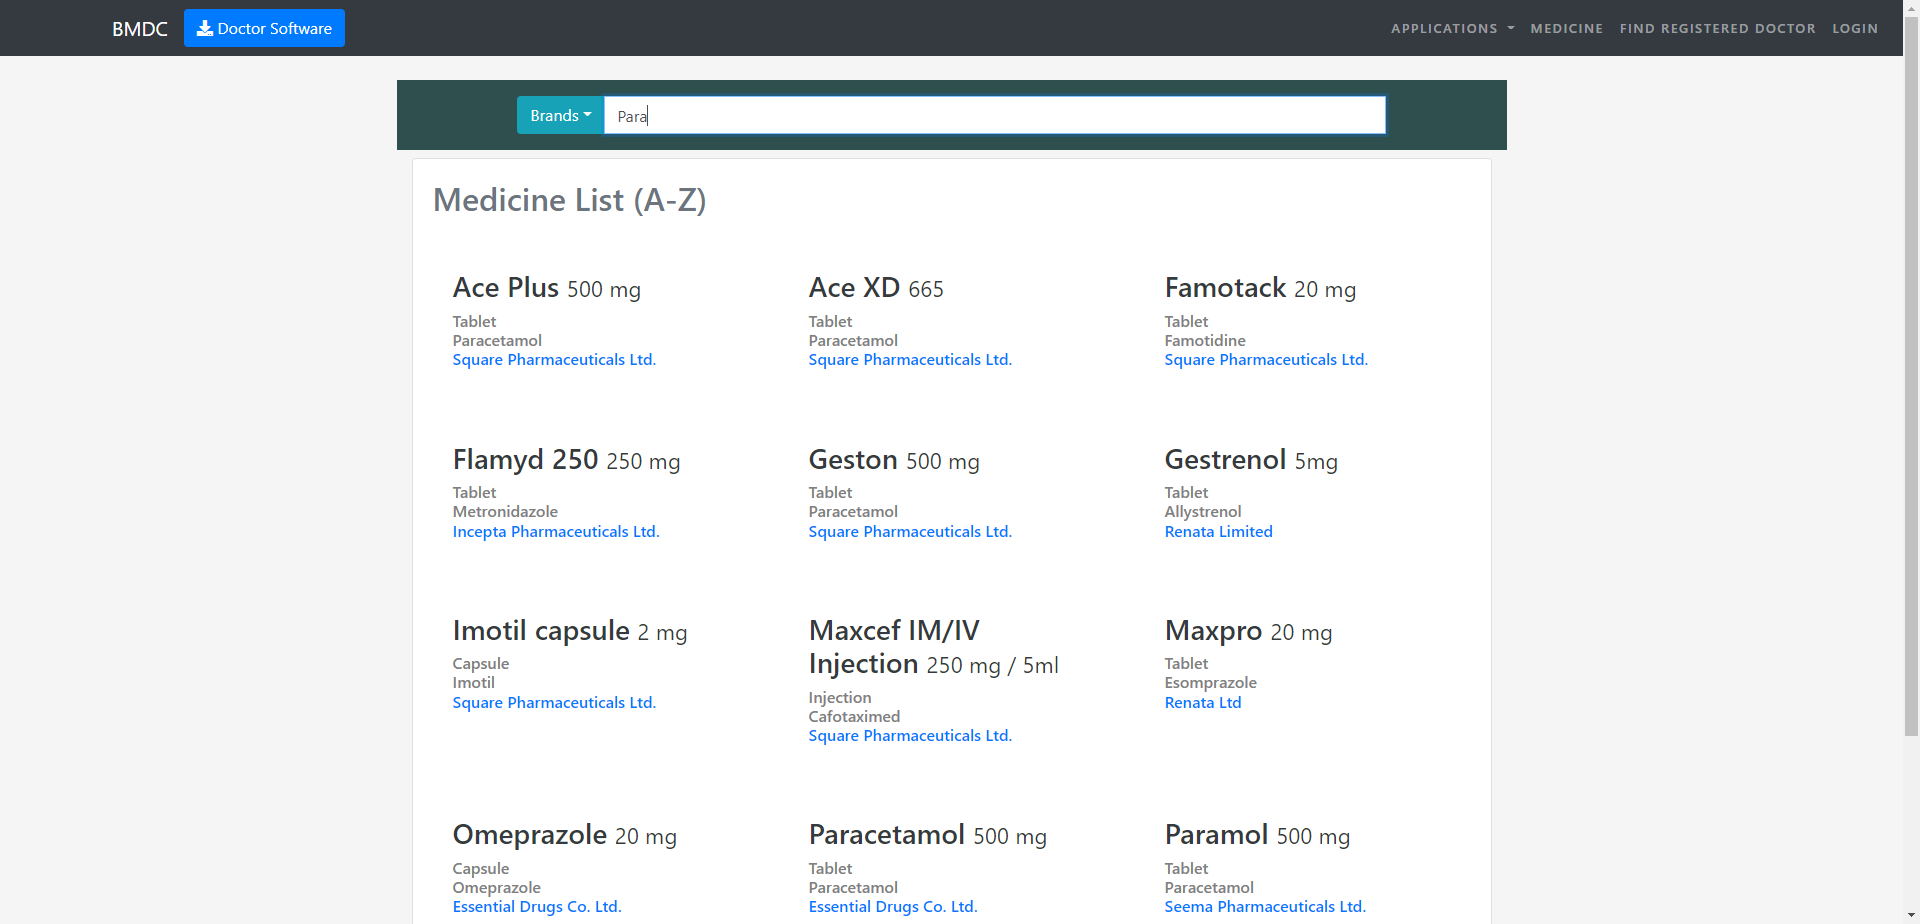 BMDC Doctor Software APPLICATIONS MEDICINE FIND REGISTERED DOCTOR LOGIN
Brands Para
Medicine List (A-Z)
Ace Plus 500 mg
Tablet
Paracetamol
Square Pharmaceuticals Ltd.
Ace XD 665
Tablet
Paracetamol
Square Pharmaceuticals Ltd.
Famotack 20 mg
Tablet
Famotidine
Square Pharmaceuticals Ltd.
Flamyd 250 250 mg
Tablet
Metronidazole
Incepta Pharmaceuticals Ltd.
Geston 500 mg
Tablet
Paracetamol
Square Pharmaceuticals Ltd.
Gestrenol 5mg
Tablet
Allystrenol
Renata Limited
Imotil capsule 2 mg
Capsule
Imotil
Square Pharmaceuticals Ltd.
Maxcef IM/IV
Injection 250 mg / 5ml
Injection
Cafotaximed
Square Pharmaceuticals Ltd.
Maxpro 20 mg
Tablet
Esomprazole
Renata Ltd
Omeprazole 20 mg
Capsule
Omeprazole
Essential Drugs Co. Ltd.
Paracetamol 500 mg
Tablet
Paracetamol
Essential Drugs Co. Ltd.
Paramol 500 mg
Tablet
Paracetamol
Seema Pharmaceuticals Ltd.